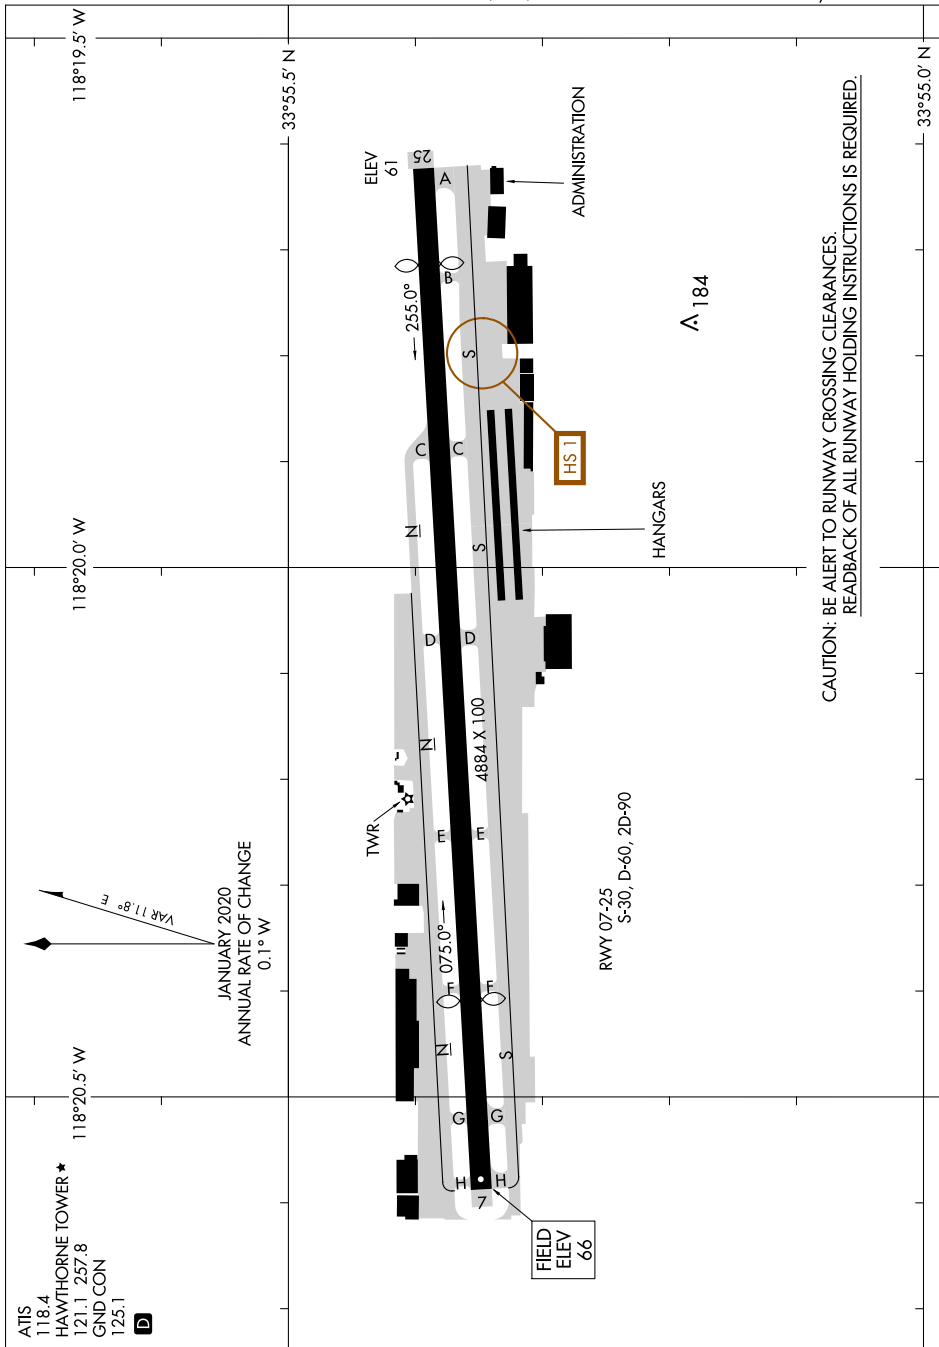 ATIS
118.4
HAWTHORNE TOWER ★
121.1 257.8
GND CON
125.1
D
118°20.5' W
118°20.0' W
118°19.5' W
33°55.5' N
33°55.0' N
VAR 11.8° E
JANUARY 2020
ANNUAL RATE OF CHANGE
0.1° W
TWR
ELEV
61
25
A
B
255.0°
S
HS 1
C
C
N
S
D
D
N
E
E
4884 X 100
075.0°
F
F
N
S
G
G
H
H
7
FIELD
ELEV
66
ADMINISTRATION
HANGARS
184
RWY 07-25
S-30, D-60, 2D-90
CAUTION: BE ALERT TO RUNWAY CROSSING CLEARANCES.
READBACK OF ALL RUNWAY HOLDING INSTRUCTIONS IS REQUIRED.